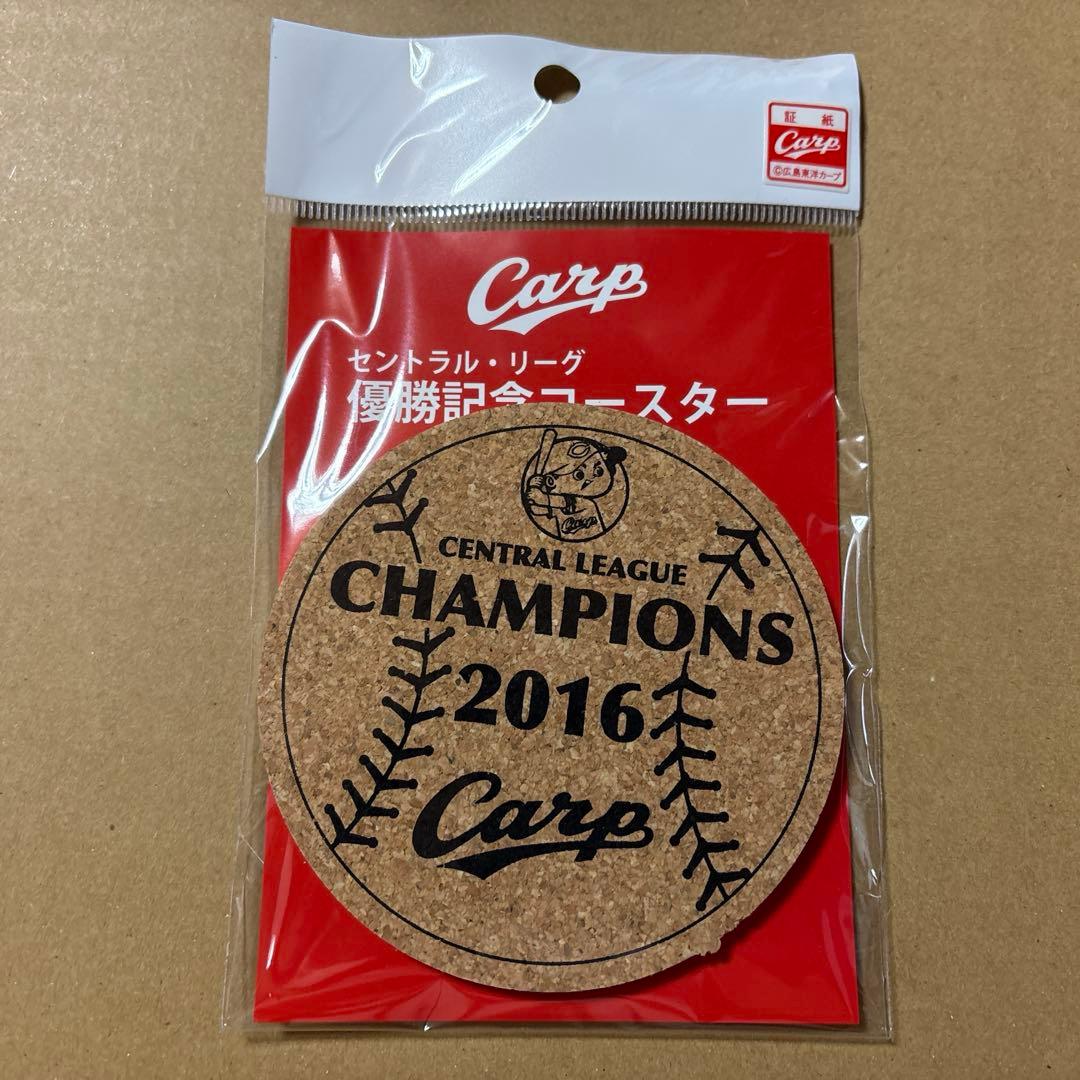 証 紙
Carp
©広島東洋カープ
Carp
セントラル・リーグ
優勝記念コースター
Carp
CENTRAL LEAGUE
CHAMPIONS
2016
Carp